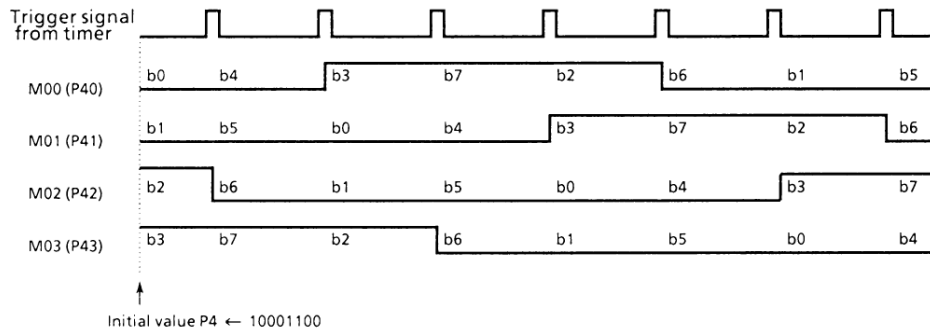 Trigger signal
from timer
b0 b4 b3 b7 b2 b6 b1 b5
M00 (P40)
b1 b5 b0 b4 b3 b7 b2 b6
M01 (P41)
b2 b6 b1 b5 b0 b4 b3 b7
M02 (P42)
b3 b7 b2 b6 b1 b5 b0 b4
M03 (P43)
Initial value P4 ← 10001100